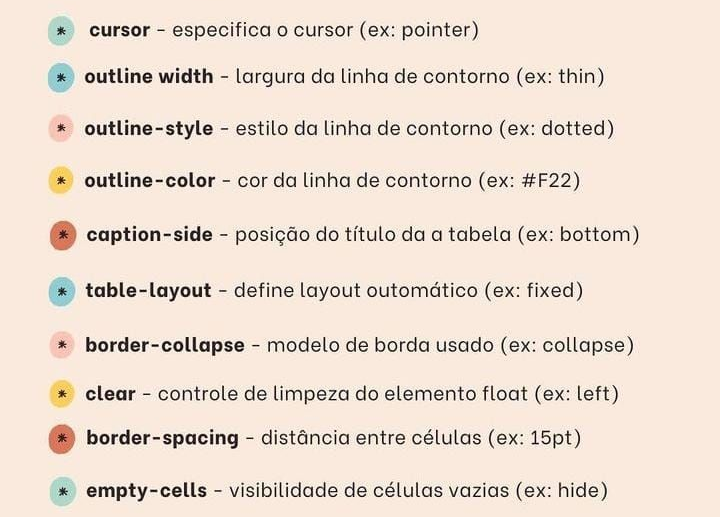 * cursor - especifica o cursor (ex: pointer)
* outline width - largura da linha de contorno (ex: thin)
* outline-style - estilo da linha de contorno (ex: dotted)
* outline-color - cor da linha de contorno (ex: #F22)
* caption-side - posição do título da a tabela (ex: bottom)
* table-layout - define layout outomático (ex: fixed)
* border-collapse - modelo de borda usado (ex: collapse)
* clear - controle de limpeza do elemento float (ex: left)
* border-spacing - distância entre células (ex: 15pt)
* empty-cells - visibilidade de células vazias (ex: hide)